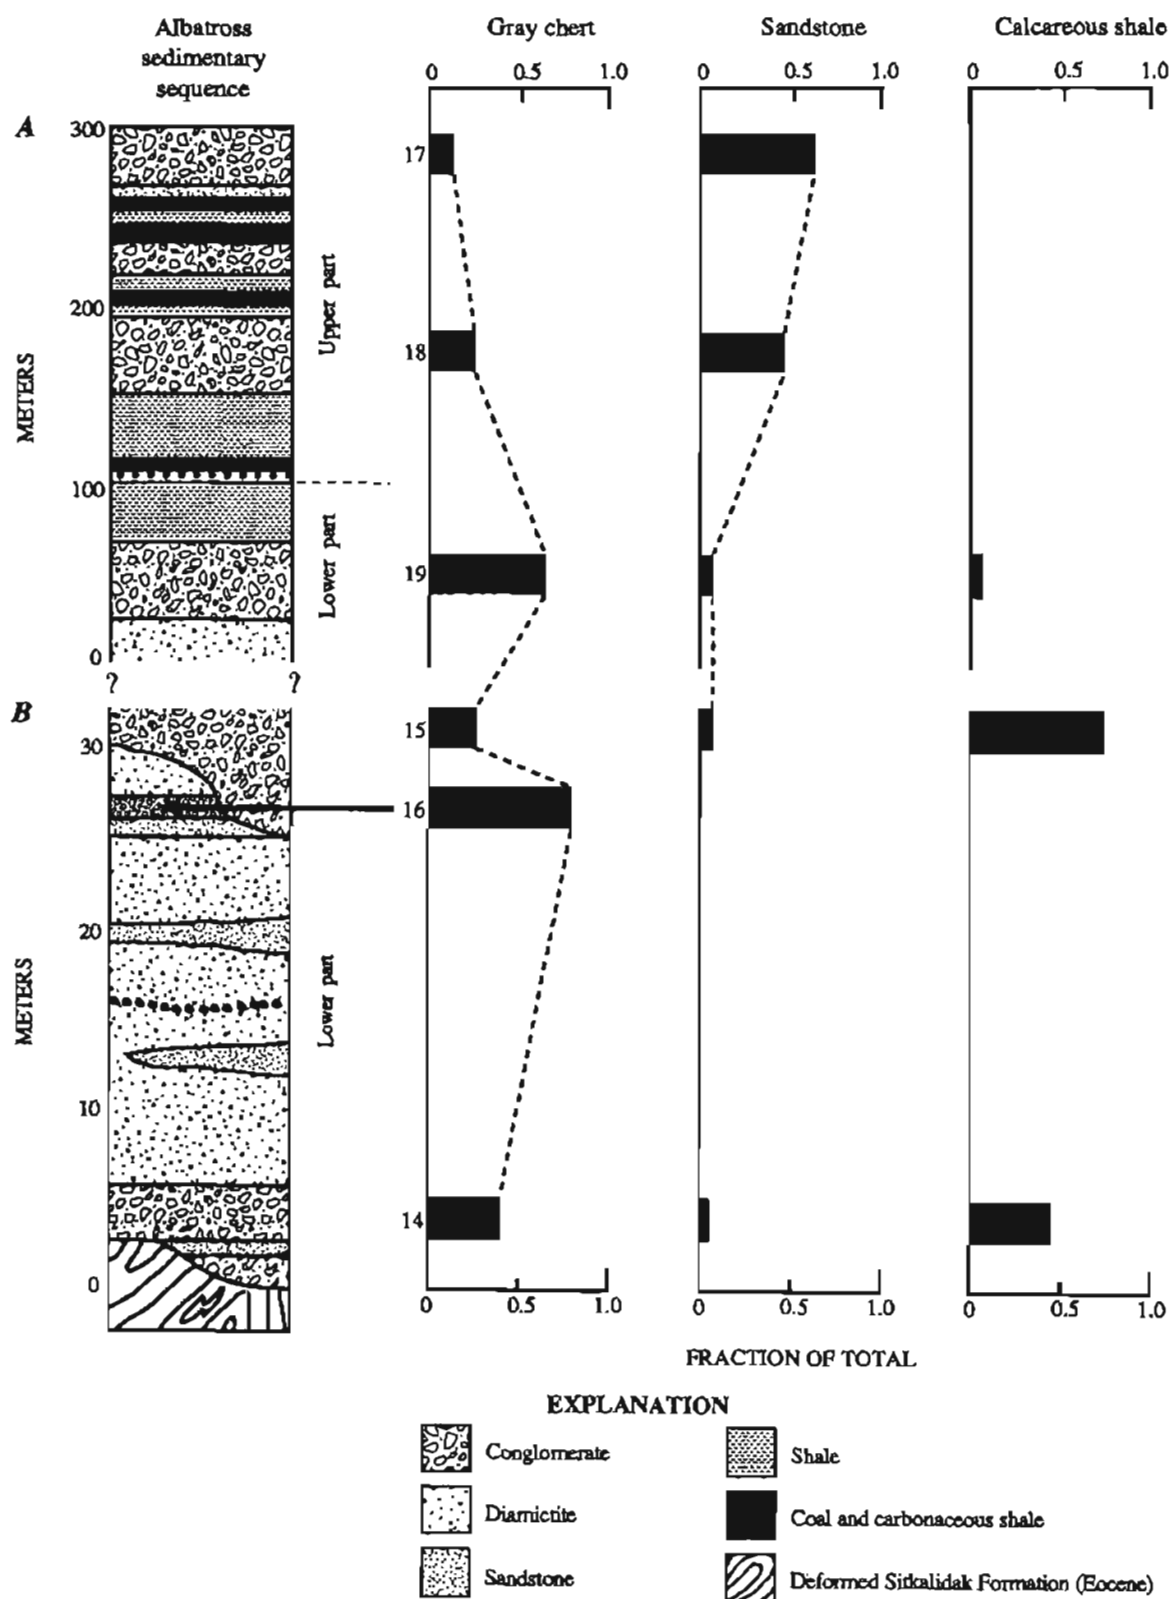 Albatross
sedimentary
sequence
Gray chert
Sandstone
Calcareous shale
0 0.5 1.0
0 0.5 1.0
0 0.5 1.0
A
300
200
100
0
METERS
Upper part
Lower part
17
18
19
? ?
B
30
20
10
0
METERS
Lower part
15
16
14
0 0.5 1.0
0 0.5 1.0
0 0.5 1.0
FRACTION OF TOTAL
EXPLANATION
Conglomerate
Diamictite
Sandstone
Shale
Coal and carbonaceous shale
Deformed Sitkalidak Formation (Eocene)